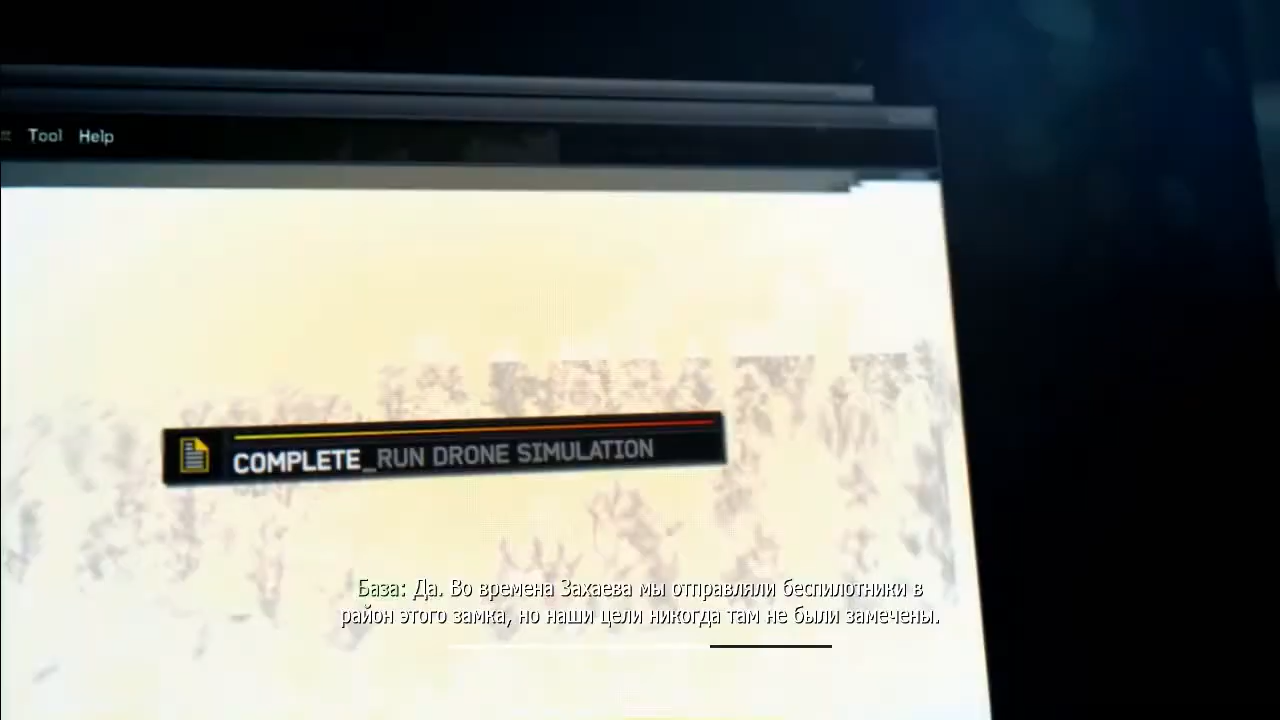 Tool Help
COMPLETE_RUN DRONE SIMULATION
База: Да. Во времена Захаева мы отправляли беспилотники в
район этого замка, но наши цели никогда там не были замечены.